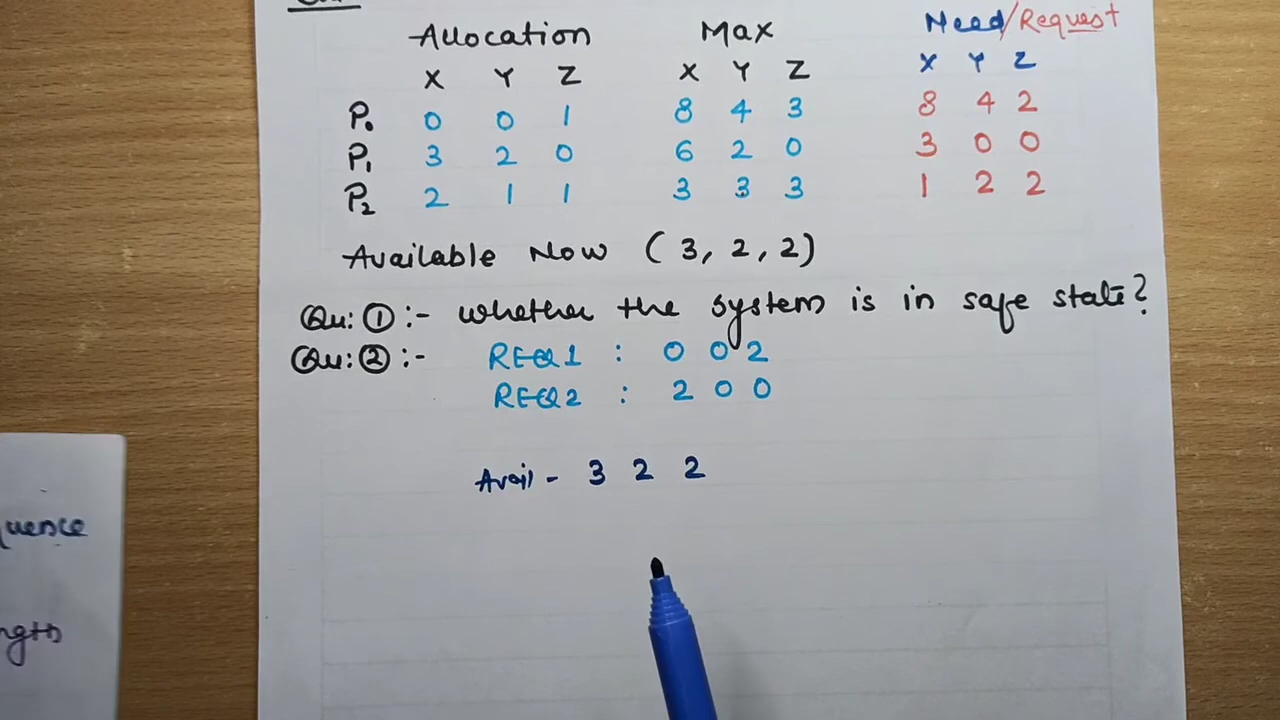 Allocation Max Need/Request
X Y Z X Y Z X Y Z
P0 0 0 1 8 4 3 8 4 2
P1 3 2 0 6 2 0 3 0 0
P2 2 1 1 3 3 3 1 2 2
Available Now (3, 2, 2)
Qu: ① :- whether the system is in safe state?
Qu: ② :- REQ1 : 0 0 2
REQ2 : 2 0 0
Avail - 3 2 2